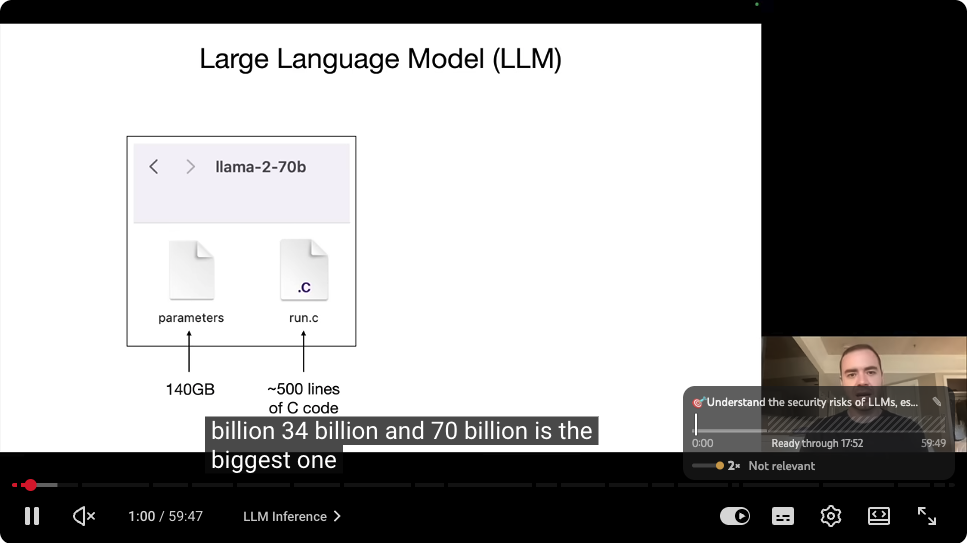 Large Language Model (LLM)
llama-2-70b
.C
parameters
run.c
140GB
~500 lines
of C code
billion 34 billion and 70 billion is the
biggest one
🎯Understand the security risks of LLMs, es...
0:00
Ready through 17:52
59:49
2×
Not relevant
1:00 / 59:47
LLM Inference